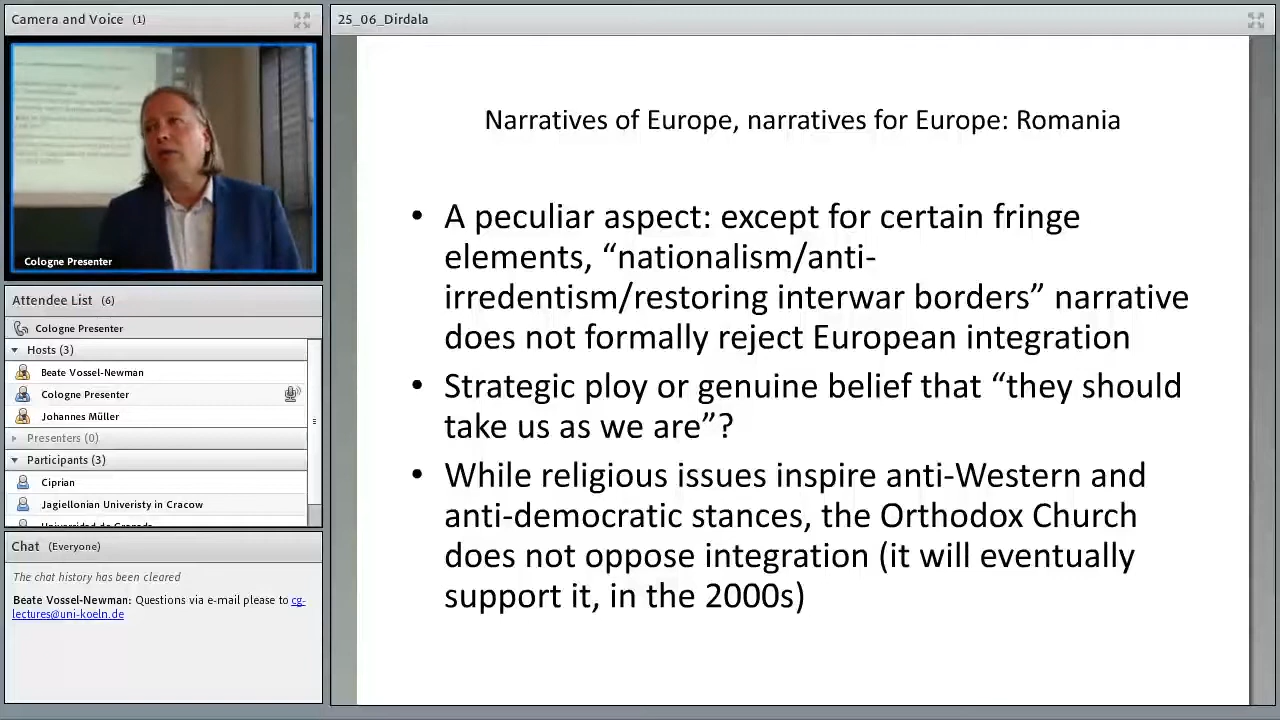 Camera and Voice (1)
Cologne Presenter
Attendee List (6)
Cologne Presenter
Hosts (3)
Beate Vossel-Newman
Cologne Presenter
Johannes Müller
Presenters (0)
Participants (3)
Ciprian
Jagiellonian Univeristy in Cracow
Chat (Everyone)
The chat history has been cleared
Beate Vossel-Newman: Questions via e-mail please to cg-
lectures@uni-koeln.de
25_06_Dirdala
Narratives of Europe, narratives for Europe: Romania
• A peculiar aspect: except for certain fringe
elements, “nationalism/anti-
irredentism/restoring interwar borders” narrative
does not formally reject European integration
• Strategic ploy or genuine belief that “they should
take us as we are”?
• While religious issues inspire anti-Western and
anti-democratic stances, the Orthodox Church
does not oppose integration (it will eventually
support it, in the 2000s)